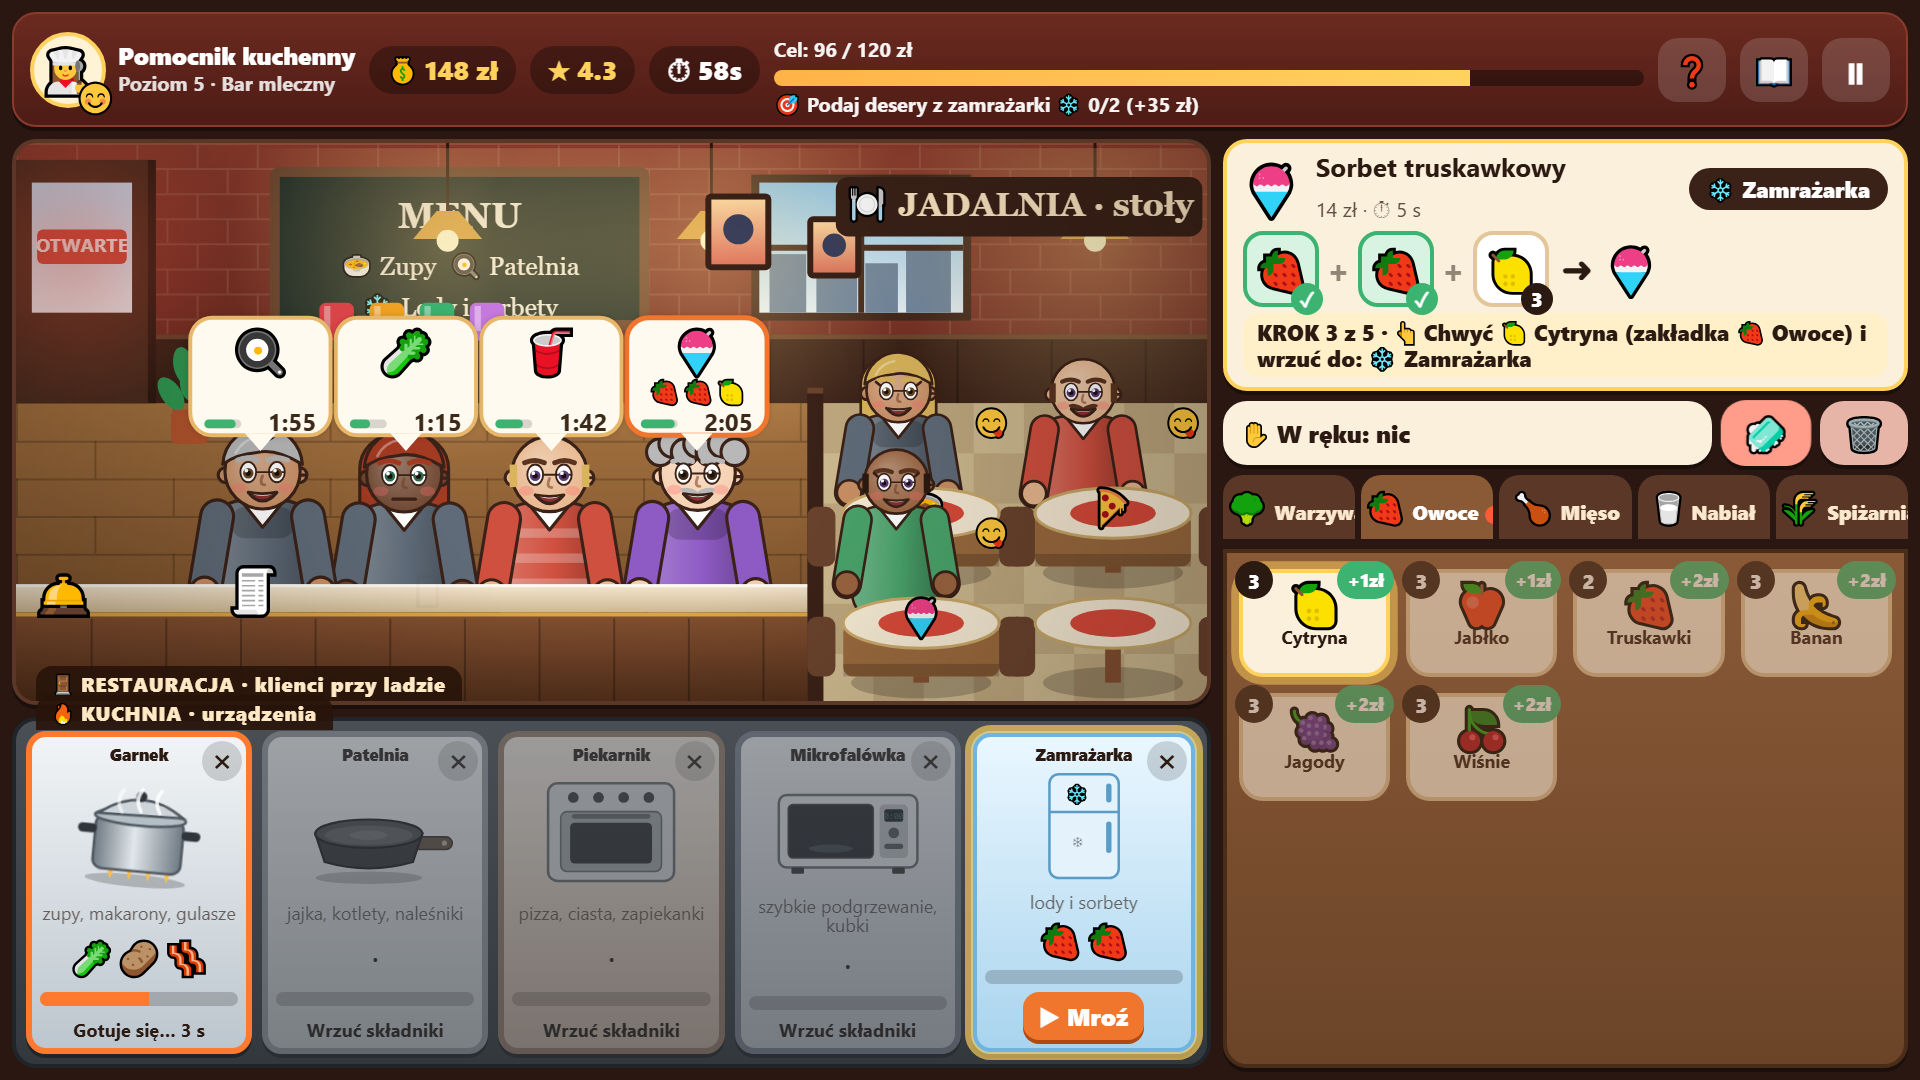 Pomocnik kuchenny
Poziom 5 · Bar mleczny
148 zł
★ 4.3
58s
Cel: 96 / 120 zł
Podaj desery z zamrażarki 0/2 (+35 zł)
OTWARTE
MENU
Zupy Patelnia
Lody i sorbety
JADALNIA · stoły
1:55
1:15
1:42
2:05
RESTAURACJA · klienci przy ladzie
KUCHNIA · urządzenia
Garnek
zupy, makarony, gulasze
Gotuje się... 3 s
Patelnia
jajka, kotlety, naleśniki
Wrzuć składniki
Piekarnik
pizza, ciasta, zapiekanki
Wrzuć składniki
Mikrofalówka
szybkie podgrzewanie,
kubki
Wrzuć składniki
Zamrażarka
lody i sorbety
Mroź
Sorbet truskawkowy
14 zł · 5 s
Zamrażarka
+ + 3 →
KROK 3 z 5 · Chwyć Cytryna (zakładka Owoce) i
wrzuć do: Zamrażarka
W ręku: nic
Owoce
Mięso
Nabiał
3 +1zł
Cytryna
3 +1zł
Jabłko
2 +2zł
Truskawki
3 +2zł
Banan
3 +2zł
Jagody
3 +2zł
Wiśnie